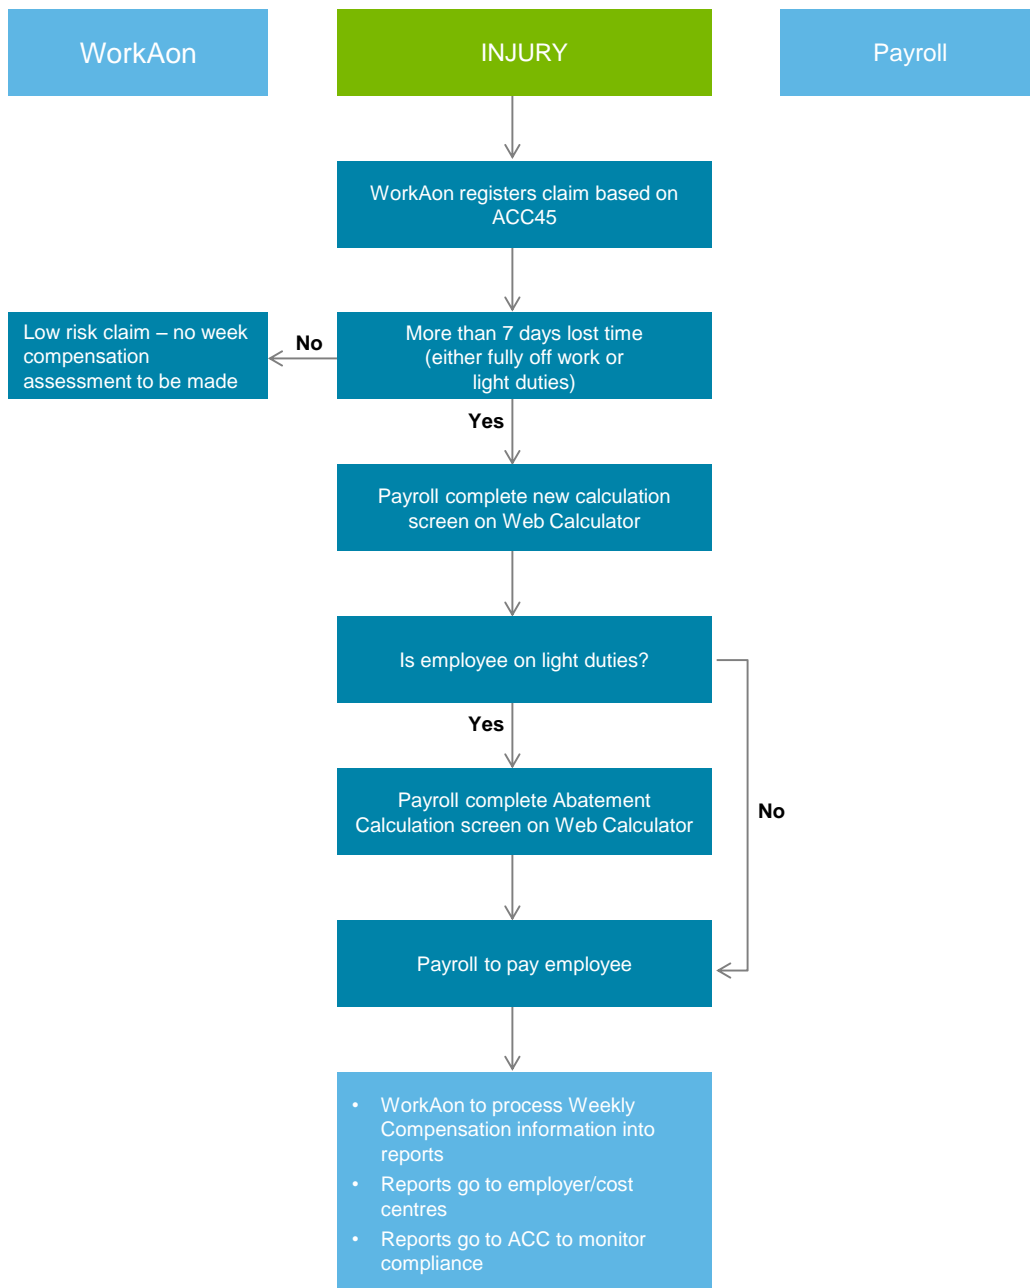 WorkAon
INJURY
Payroll
WorkAon registers claim based on
ACC45
Low risk claim – no week
compensation
assessment to be made
No
More than 7 days lost time
(either fully off work or
light duties)
Yes
Payroll complete new calculation
screen on Web Calculator
Is employee on light duties?
Yes
Payroll complete Abatement
Calculation screen on Web Calculator
No
Payroll to pay employee
• WorkAon to process Weekly
Compensation information into
reports
• Reports go to employer/cost
centres
• Reports go to ACC to monitor
compliance